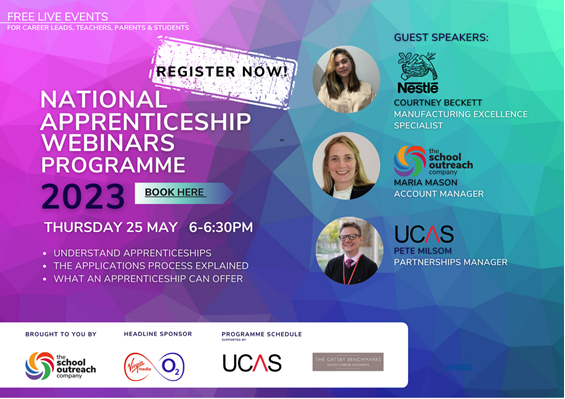 FREE LIVE EVENTS
FOR CAREER LEADS, TEACHERS, PARENTS & STUDENTS
REGISTER NOW!
NATIONAL
APPRENTICESHIP
WEBINARS
PROGRAMME
2023
BOOK HERE
THURSDAY 25 MAY 6-6:30PM
• UNDERSTAND APPRENTICESHIPS
• THE APPLICATIONS PROCESS EXPLAINED
• WHAT AN APPRENTICESHIP CAN OFFER
GUEST SPEAKERS:
Nestlé
COURTNEY BECKETT
MANUFACTURING EXCELLENCE
SPECIALIST
the
school
outreach
company
MARIA MASON
ACCOUNT MANAGER
UCAS
PETE MILSOM
PARTNERSHIPS MANAGER
BROUGHT TO YOU BY
the
school
outreach
company
HEADLINE SPONSOR
Virgin
media
O2
PROGRAMME SCHEDULE
SUPPORTED BY
UCAS
THE GATSBY BENCHMARKS